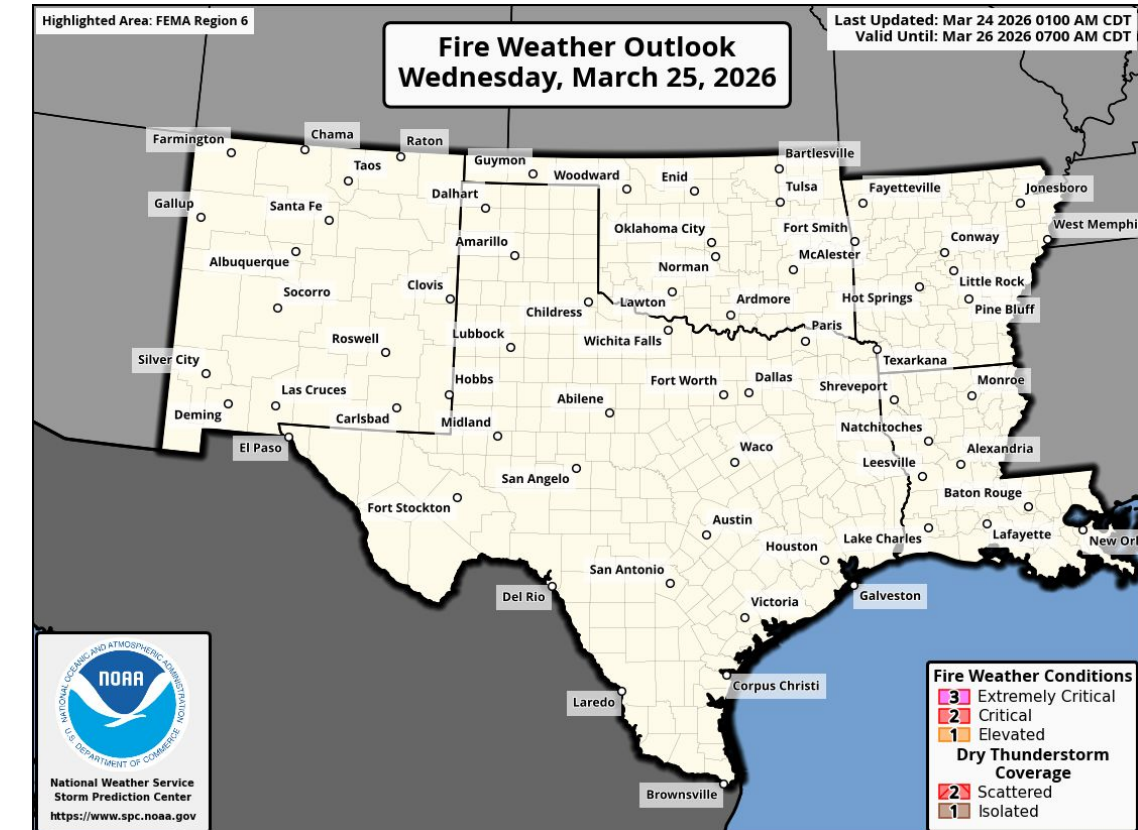 Highlighted Area: FEMA Region 6
Last Updated: Mar 24 2026 0100 AM CDT
Valid Until: Mar 26 2026 0700 AM CDT
Fire Weather Outlook
Wednesday, March 25, 2026
Farmington
Chama
Raton
Taos
Guymon
Woodward
Enid
Bartlesville
Tulsa
Fayetteville
Jonesboro
Gallup
Santa Fe
Dalhart
Oklahoma City
Fort Smith
West Memphi
Albuquerque
Amarillo
Norman
McAlester
Conway
Socorro
Clovis
Childress
Lawton
Ardmore
Hot Springs
Little Rock
Pine Bluff
Roswell
Lubbock
Wichita Falls
Paris
Silver City
Texarkana
Las Cruces
Hobbs
Fort Worth
Dallas
Shreveport
Monroe
Deming
Carlsbad
Midland
Abilene
Natchitoches
El Paso
San Angelo
Waco
Leesville
Alexandria
Fort Stockton
Baton Rouge
Austin
Houston
Lake Charles
Lafayette
New Orl
Del Rio
San Antonio
Galveston
Victoria
Laredo
Corpus Christi
Brownsville
NATIONAL OCEANIC AND ATMOSPHERIC ADMINISTRATION
NOAA
U.S. DEPARTMENT OF COMMERCE
National Weather Service
Storm Prediction Center
https://www.spc.noaa.gov
Fire Weather Conditions
3 Extremely Critical
2 Critical
1 Elevated
Dry Thunderstorm
Coverage
2 Scattered
1 Isolated